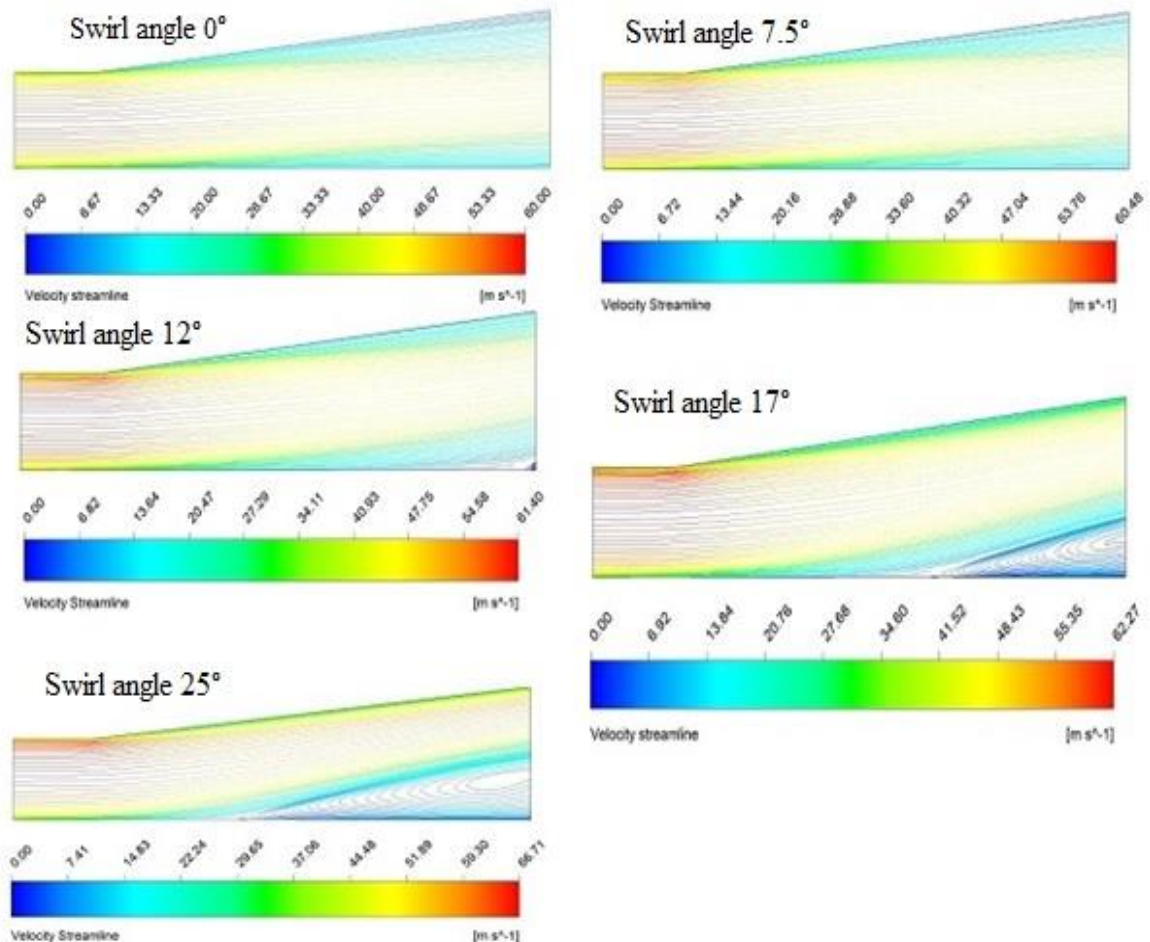 Swirl angle 0°
0.00 6.67 13.33 20.00 26.67 33.33 40.00 46.67 53.33 60.00
Velocity streamline [m s^-1]
Swirl angle 7.5°
0.00 6.72 13.44 20.16 26.88 33.60 40.32 47.04 53.76 60.48
Velocity Streamline [m s^-1]
Swirl angle 12°
0.00 6.82 13.64 20.47 27.29 34.11 40.93 47.75 54.58 61.40
Velocity Streamline [m s^-1]
Swirl angle 17°
0.00 6.92 13.84 20.76 27.68 34.60 41.52 48.43 55.35 62.27
Velocity streamline [m s^-1]
Swirl angle 25°
0.00 7.41 14.83 22.24 29.65 37.06 44.48 51.89 59.30 66.71
Velocity Streamline [m s^-1]